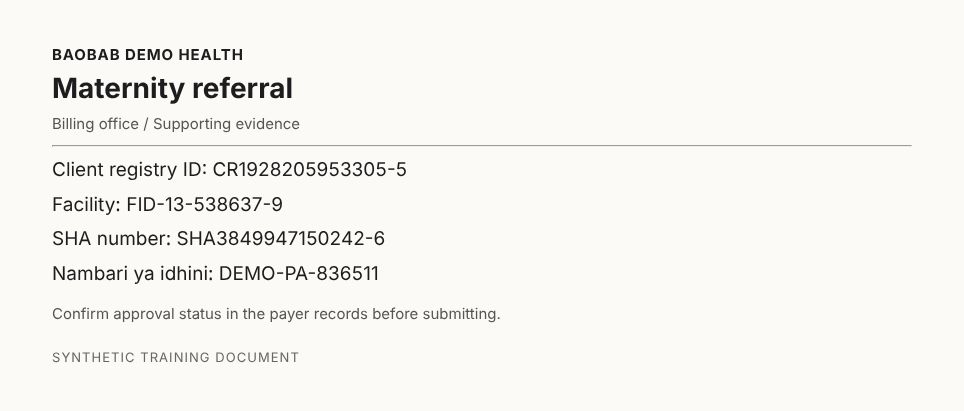 BAOBAB DEMO HEALTH
Maternity referral
Billing office / Supporting evidence
Client registry ID: CR1928205953305-5
Facility: FID-13-538637-9
SHA number: SHA3849947150242-6
Nambari ya idhini: DEMO-PA-836511
Confirm approval status in the payer records before submitting.
SYNTHETIC TRAINING DOCUMENT